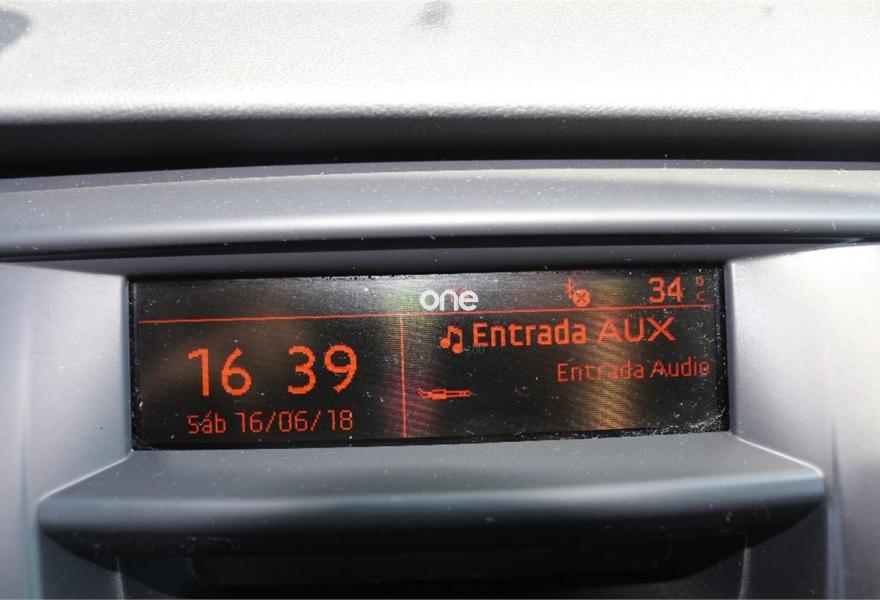 one
34 °C
Entrada AUX
Entrada Audio
16 39
Sáb 16/06/18